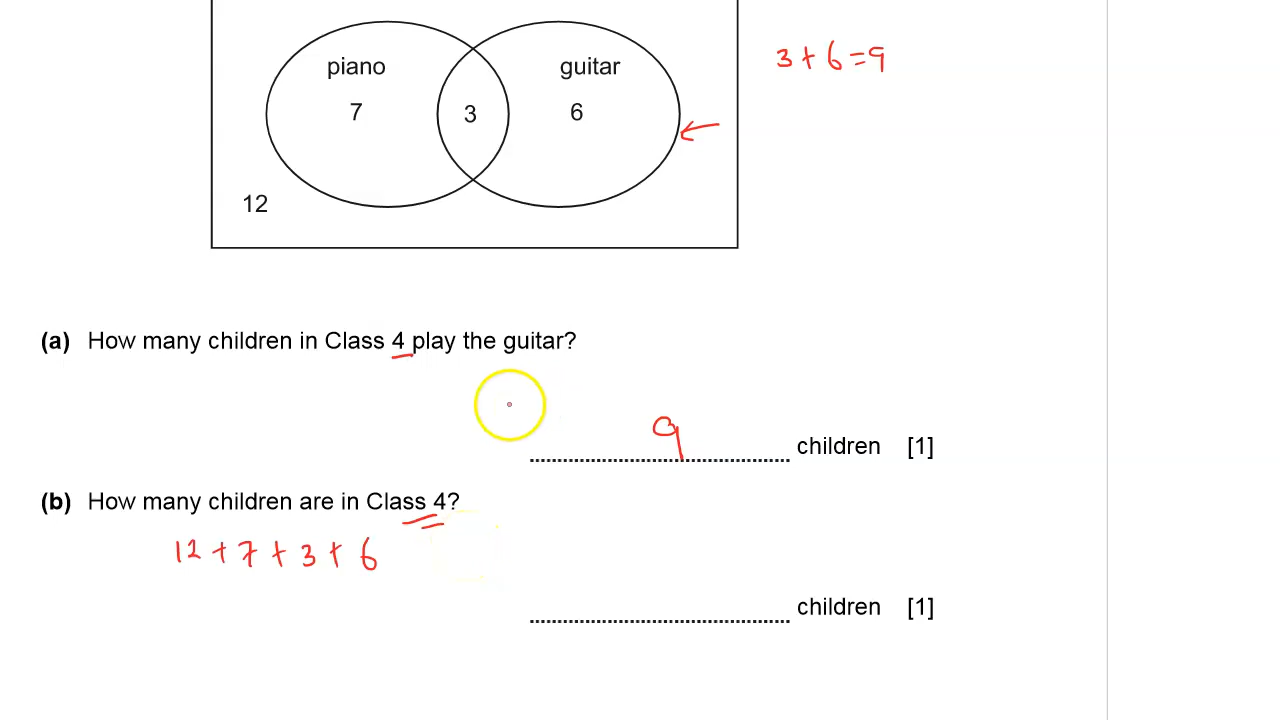 piano
guitar
7
3
6
12
3 + 6 = 9
(a) How many children in Class 4 play the guitar?
9
.......................................... children [1]
(b) How many children are in Class 4?
12 + 7 + 3 + 6
.......................................... children [1]